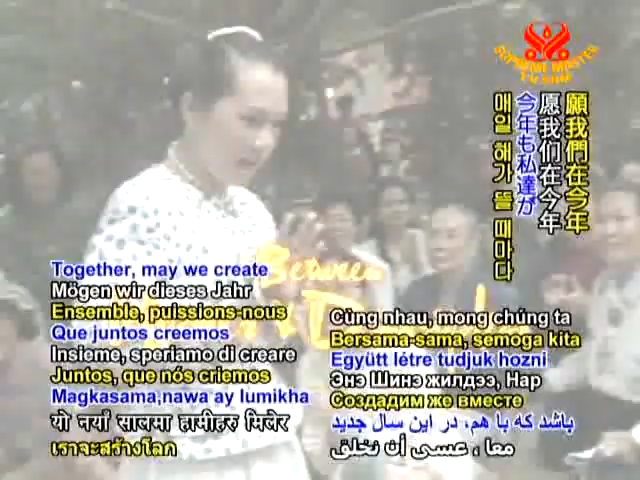 SUPREME MASTER
TV.COM
願我們在今年
愿我们在今年
今年も私達が
매일 해가 뜰 때마다
Between
Together, may we create
Mögen wir dieses Jahr
Ensemble, puissions-nous
Que juntos creemos
Insieme, speriamo di creare
Juntos, que nós criemos
Magkasama,nawa ay lumikha
यो नयाँ सालमा हामीहरु मिलेर
เราจะสร้างโลก
Cùng nhau, mong chúng ta
Bersama-sama, semoga kita
Együtt létre tudjuk hozni
Энэ Шинэ жилдээ, Нар
Создадим же вместе
باشد که با هم، در این سال جدید
معا ، عسى أن نخلق